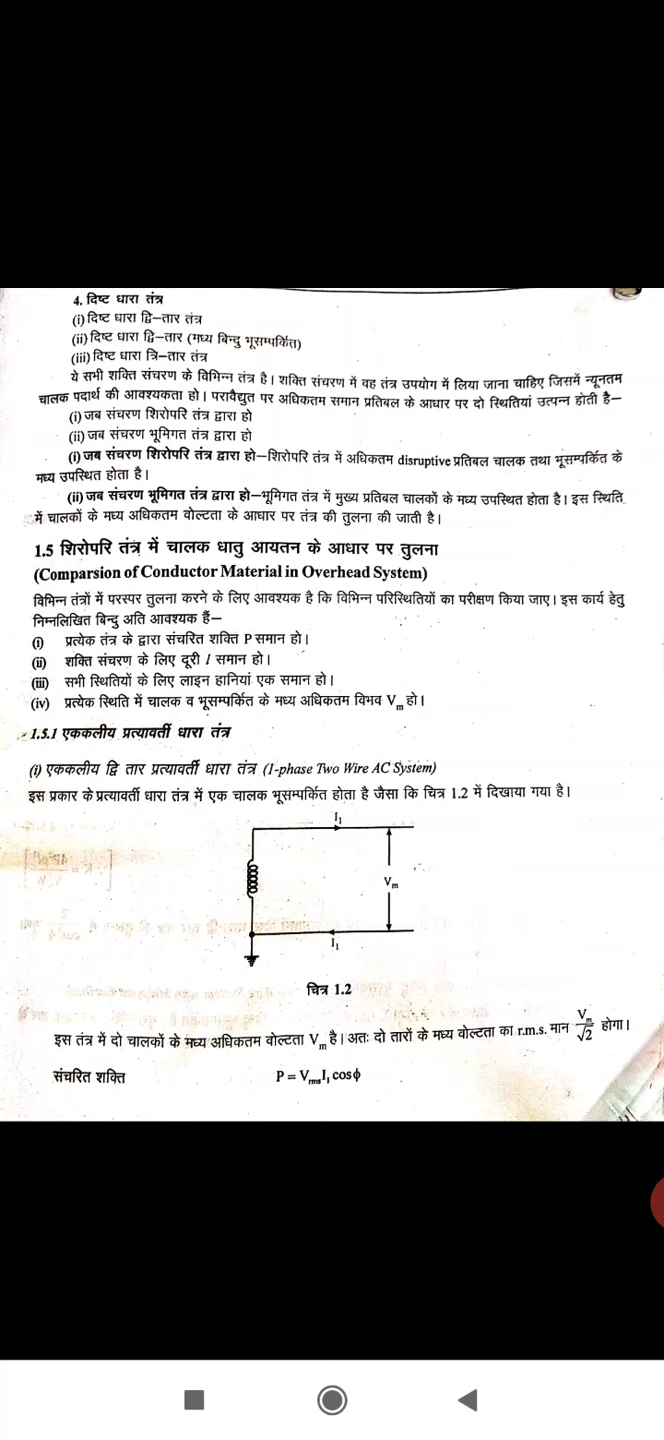 4. दिष्ट धारा तंत्र
(i) दिष्ट धारा द्वि–तार तंत्र
(ii) दिष्ट धारा द्वि–तार (मध्य बिन्दु भूसम्पर्कित)
(iii) दिष्ट धारा त्रि–तार तंत्र
ये सभी शक्ति संचरण के विभिन्न तंत्र है। शक्ति संचरण में वह तंत्र उपयोग में लिया जाना चाहिए जिसमें न्यूनतम
चालक पदार्थ की आवश्यकता हो। परावैद्युत पर अधिकतम समान प्रतिबल के आधार पर दो स्थितियां उत्पन्न होती है–
(i) जब संचरण शिरोपरि तंत्र द्वारा हो
(ii) जब संचरण भूमिगत तंत्र द्वारा हो
(i) जब संचरण शिरोपरि तंत्र द्वारा हो–शिरोपरि तंत्र में अधिकतम disruptive प्रतिबल चालक तथा भूसम्पर्कित के
मध्य उपस्थित होता है।
(ii) जब संचरण भूमिगत तंत्र द्वारा हो–भूमिगत तंत्र में मुख्य प्रतिबल चालकों के मध्य उपस्थित होता है। इस स्थिति
में चालकों के मध्य अधिकतम वोल्टता के आधार पर तंत्र की तुलना की जाती है।
1.5 शिरोपरि तंत्र में चालक धातु आयतन के आधार पर तुलना
(Comparsion of Conductor Material in Overhead System)
विभिन्न तंत्रों में परस्पर तुलना करने के लिए आवश्यक है कि विभिन्न परिस्थितियों का परीक्षण किया जाए। इस कार्य हेतु
निम्नलिखित बिन्दु अति आवश्यक हैं–
(i) प्रत्येक तंत्र के द्वारा संचरित शक्ति P समान हो।
(ii) शक्ति संचरण के लिए दूरी l समान हो।
(iii) सभी स्थितियों के लिए लाइन हानियां एक समान हो।
(iv) प्रत्येक स्थिति में चालक व भूसम्पर्कित के मध्य अधिकतम विभव Vm हो।
1.5.1 एककलीय प्रत्यावर्ती धारा तंत्र
(i) एककलीय द्वि तार प्रत्यावर्ती धारा तंत्र (1-phase Two Wire AC System)
इस प्रकार के प्रत्यावर्ती धारा तंत्र में एक चालक भूसंम्पर्कित होता है जैसा कि चित्र 1.2 में दिखाया गया है।
I1
Vm
I1
चित्र 1.2
इस तंत्र में दो चालकों के मध्य अधिकतम वोल्टता Vm है। अतः दो तारों के मध्य वोल्टता का r.m.s. मान Vm/√2 होगा।
संचरित शक्ति P = Vrms I1 cos ϕ